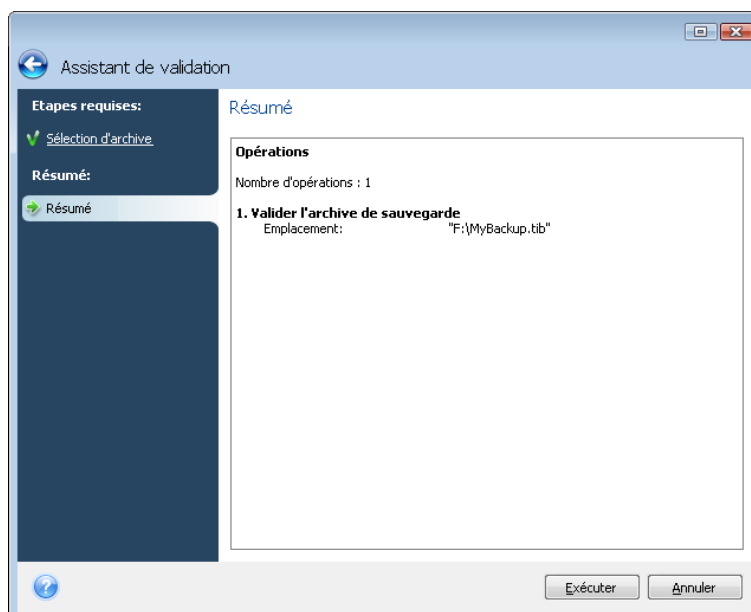 Assistant de validation
Etapes requises:
Sélection d'archive
Résumé:
Résumé
Résumé
Opérations
Nombre d'opérations : 1
1. Valider l'archive de sauvegarde
Emplacement: "F:\MyBackup.tib"
Exécuter
Annuler